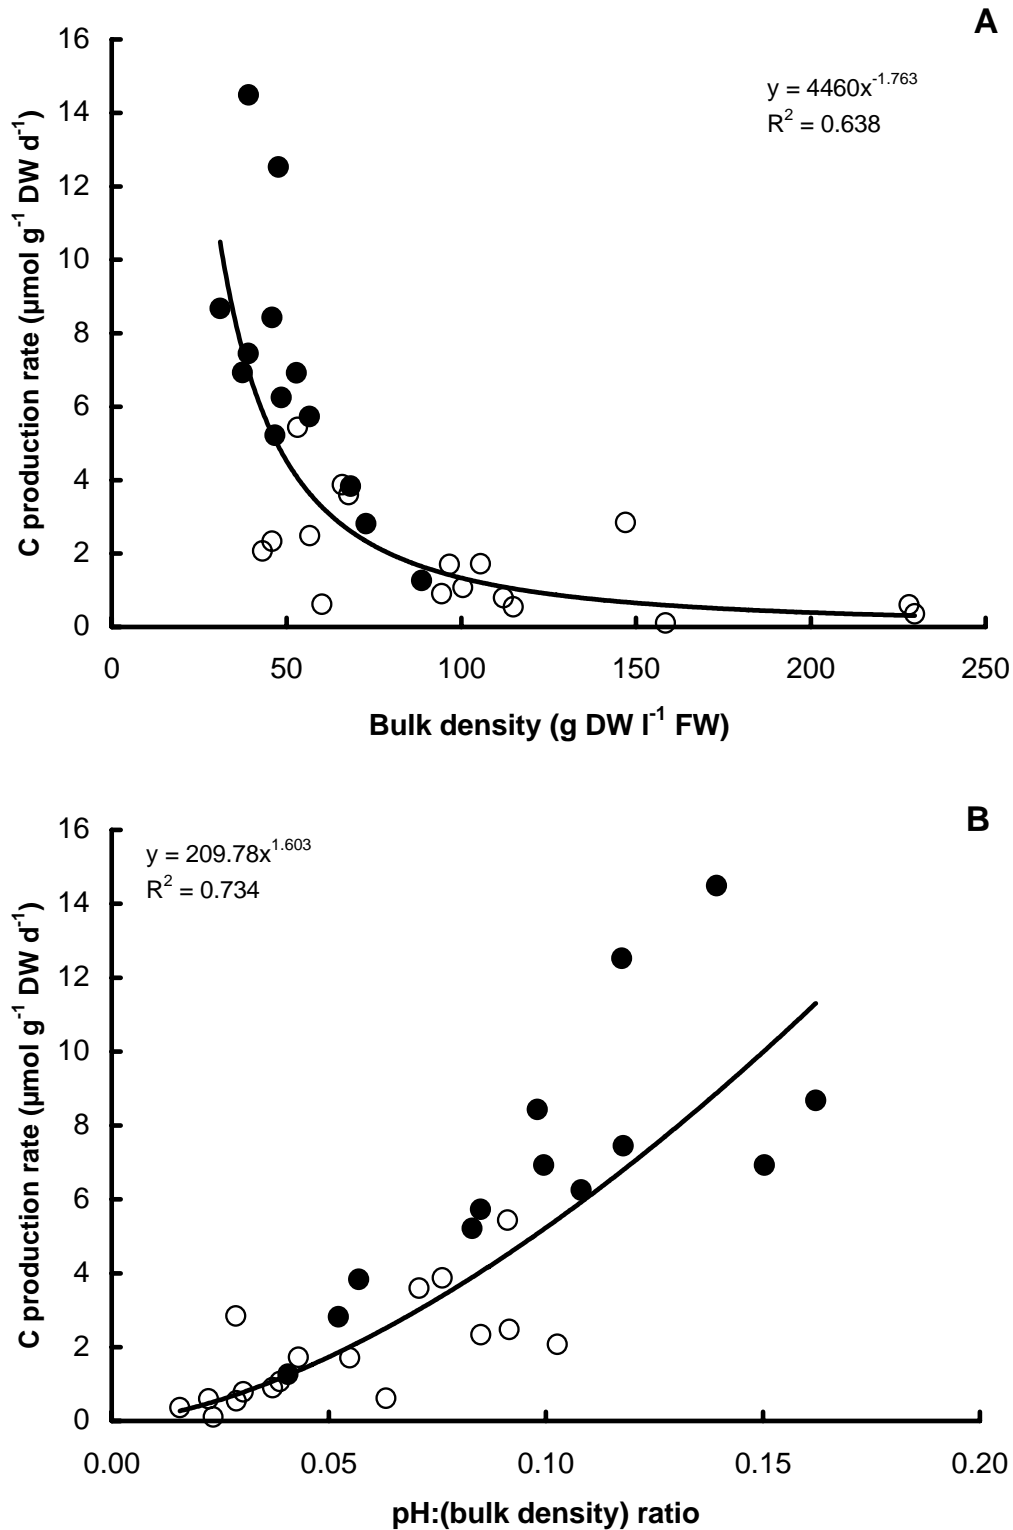 A
16
14
12
10
8
6
4
2
0
C production rate (µmol g⁻¹ DW d⁻¹)
y = 4460x⁻¹·⁷⁶³
R² = 0.638
0 50 100 150 200 250
Bulk density (g DW l⁻¹ FW)
B
16
14
12
10
8
6
4
2
0
C production rate (µmol g⁻¹ DW d⁻¹)
y = 209.78x¹·⁶⁰³
R² = 0.734
0.00 0.05 0.10 0.15 0.20
pH:(bulk density) ratio